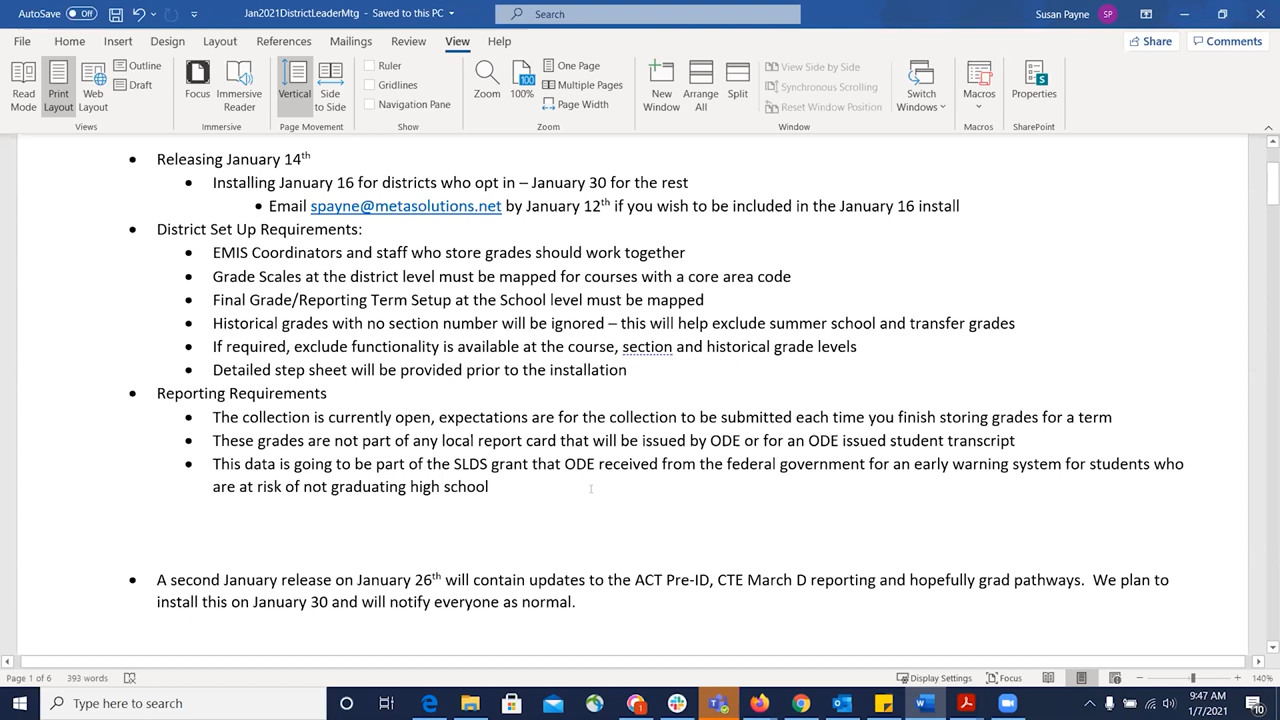 AutoSave Off Jan2021DistrictLeaderMtg - Saved to this PC Search Susan Payne SP
File Home Insert Design Layout References Mailings Review View Help Share Comments
Read Mode Print Layout Web Layout Outline Draft Focus Immersive Reader Vertical Side to Side Ruler Gridlines Navigation Pane Zoom 100 100% One Page Multiple Pages Page Width New Window Arrange All Split View Side by Side Synchronous Scrolling Reset Window Position Switch Windows Macros Properties
Views Immersive Page Movement Show Zoom Window Macros SharePoint
• Releasing January 14th
• Installing January 16 for districts who opt in – January 30 for the rest
• Email spayne@metasolutions.net by January 12th if you wish to be included in the January 16 install
• District Set Up Requirements:
• EMIS Coordinators and staff who store grades should work together
• Grade Scales at the district level must be mapped for courses with a core area code
• Final Grade/Reporting Term Setup at the School level must be mapped
• Historical grades with no section number will be ignored – this will help exclude summer school and transfer grades
• If required, exclude functionality is available at the course, section and historical grade levels
• Detailed step sheet will be provided prior to the installation
• Reporting Requirements
• The collection is currently open, expectations are for the collection to be submitted each time you finish storing grades for a term
• These grades are not part of any local report card that will be issued by ODE or for an ODE issued student transcript
• This data is going to be part of the SLDS grant that ODE received from the federal government for an early warning system for students who
are at risk of not graduating high school
• A second January release on January 26th will contain updates to the ACT Pre-ID, CTE March D reporting and hopefully grad pathways. We plan to
install this on January 30 and will notify everyone as normal.
Page 1 of 6 393 words Display Settings Focus 140%
Type here to search 9:47 AM
1/7/2021